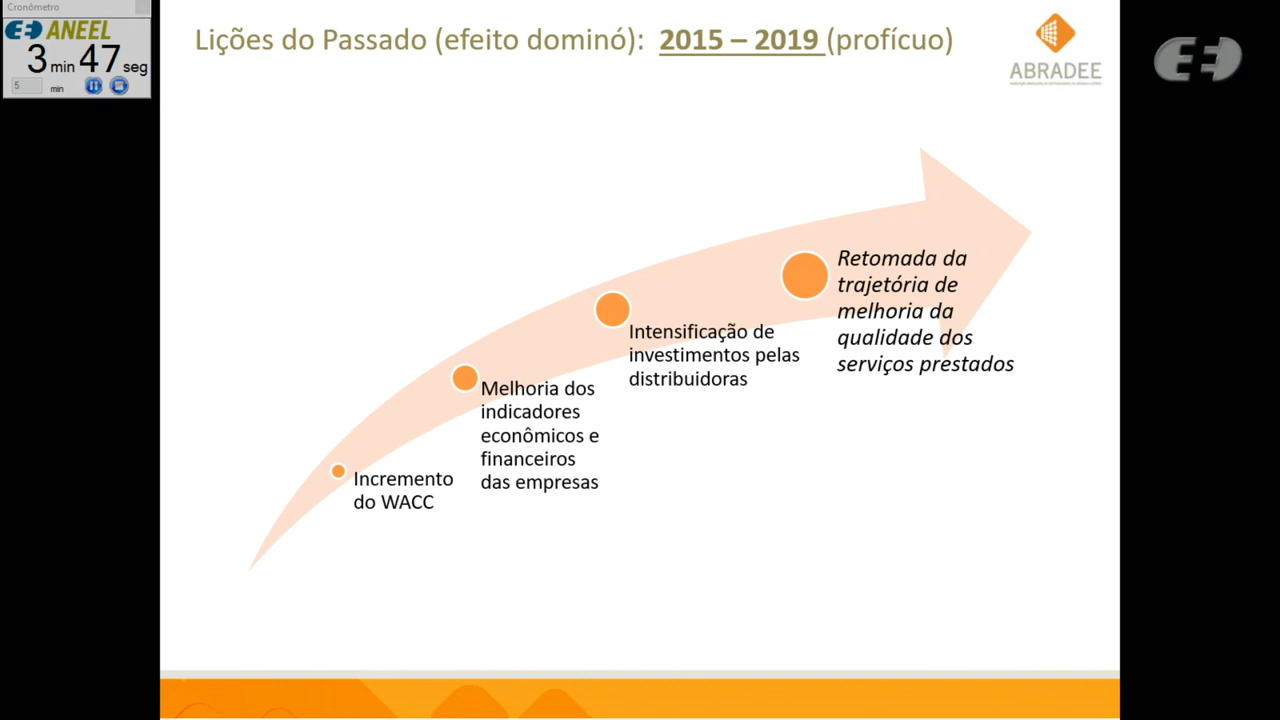 Cronômetro
ANEEL
3 min 47 seg
5 min
Lições do Passado (efeito dominó): 2015 – 2019 (profícuo)
ABRADEE
Incremento
do WACC
Melhoria dos
indicadores
econômicos e
financeiros
das empresas
Intensificação de
investimentos pelas
distribuidoras
Retomada da
trajetória de
melhoria da
qualidade dos
serviços prestados